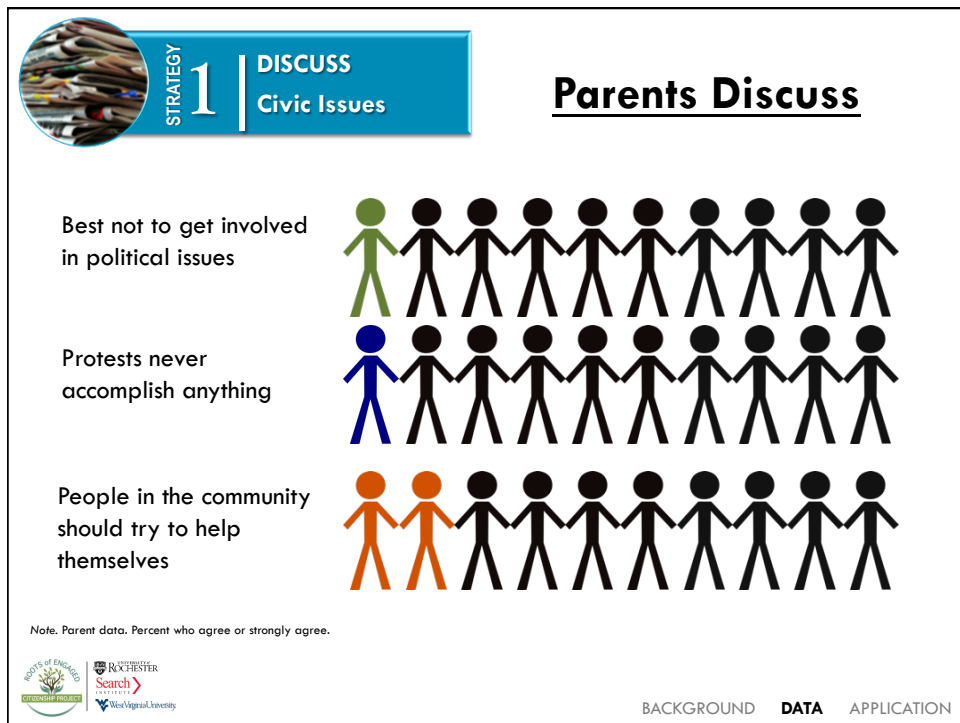 STRATEGY
1
DISCUSS
Civic Issues
Parents Discuss
Best not to get involved
in political issues
Protests never
accomplish anything
People in the community
should try to help
themselves
Note. Parent data. Percent who agree or strongly agree.
ROOTS of ENGAGED
CITIZENSHIP PROJECT
UNIVERSITY of
ROCHESTER
Search
INSTITUTE
WestVirginiaUniversity
BACKGROUND DATA APPLICATION